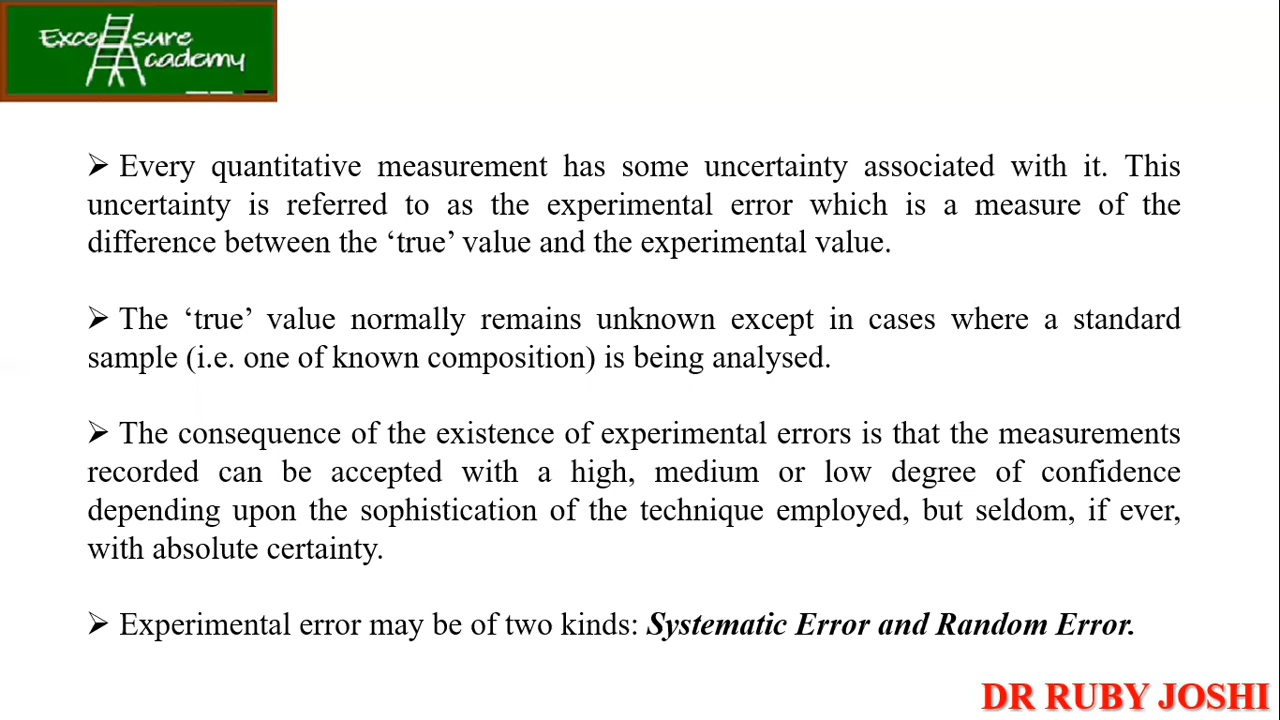 Excel sure
Academy
➢ Every quantitative measurement has some uncertainty associated with it. This
uncertainty is referred to as the experimental error which is a measure of the
difference between the ‘true’ value and the experimental value.
➢ The ‘true’ value normally remains unknown except in cases where a standard
sample (i.e. one of known composition) is being analysed.
➢ The consequence of the existence of experimental errors is that the measurements
recorded can be accepted with a high, medium or low degree of confidence
depending upon the sophistication of the technique employed, but seldom, if ever,
with absolute certainty.
➢ Experimental error may be of two kinds: Systematic Error and Random Error.
DR RUBY JOSHI